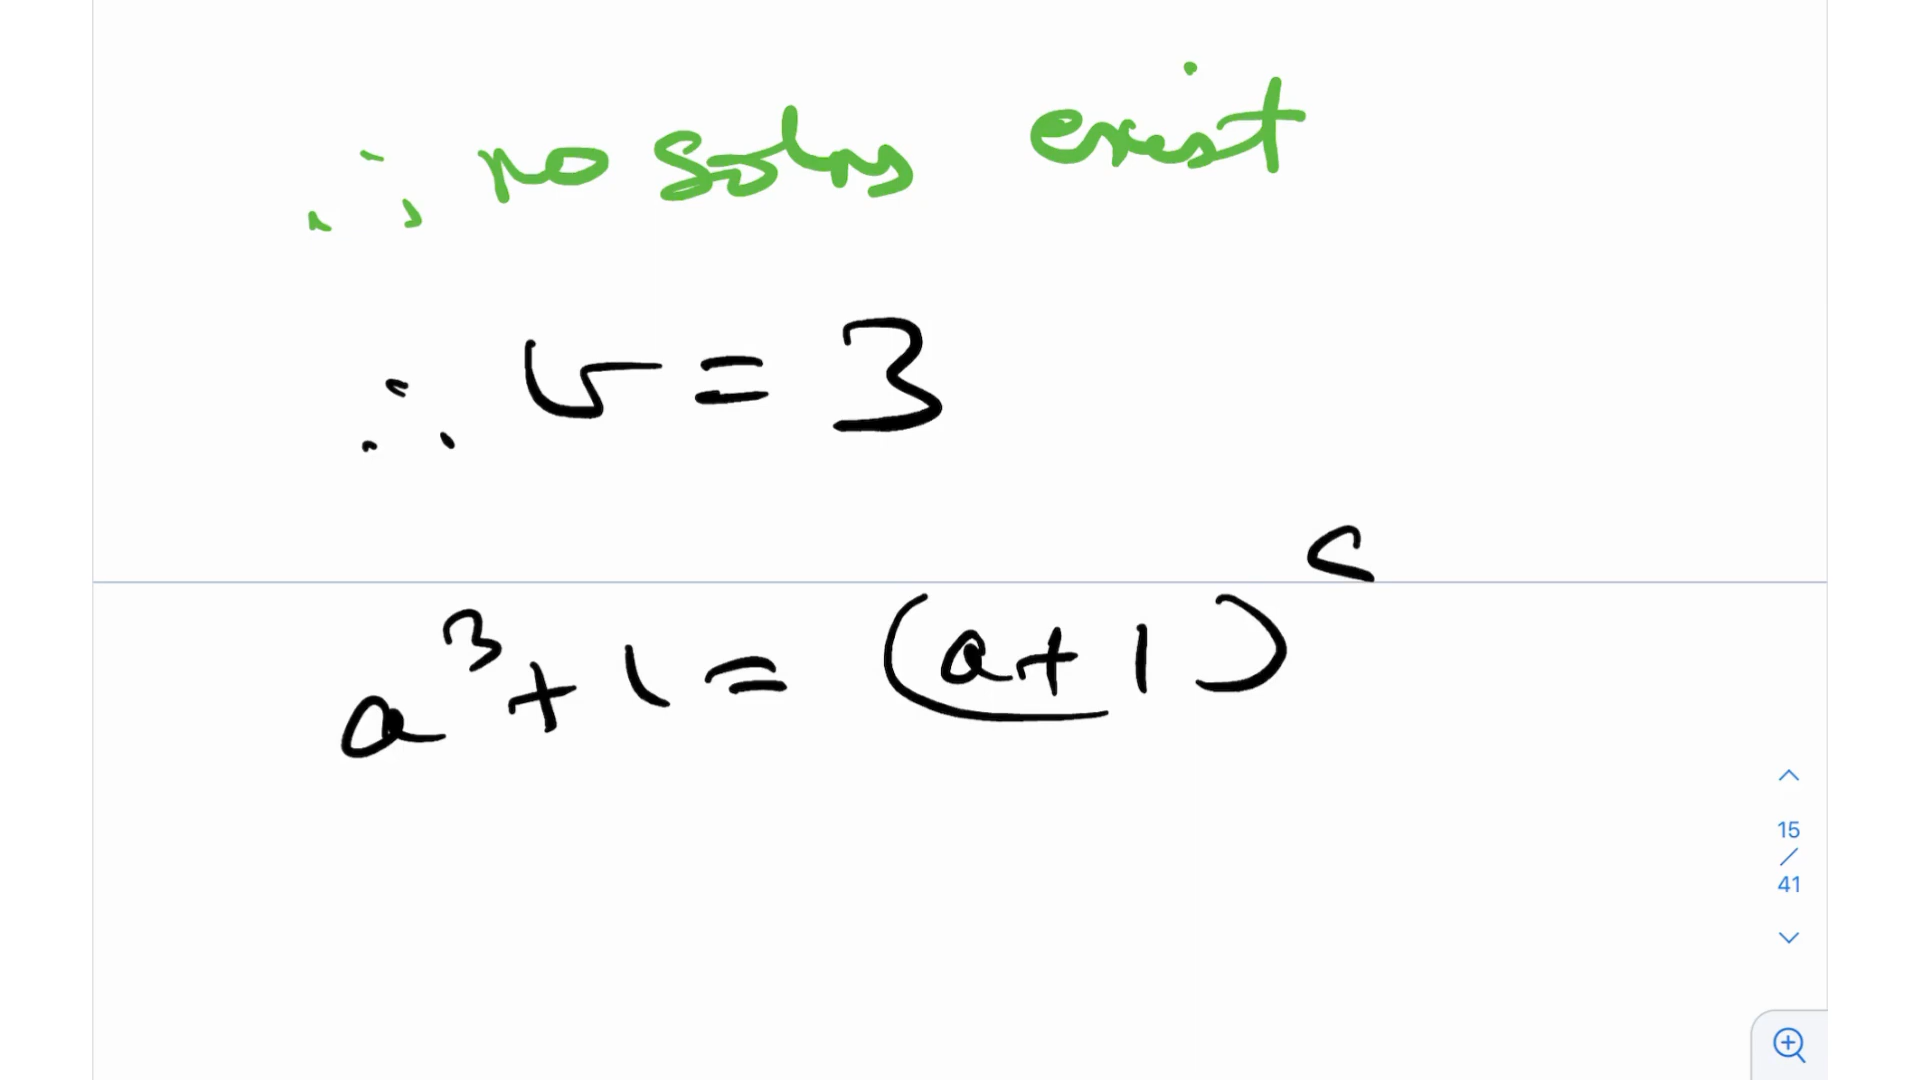 ∴ no solns exist
∴ b = 3
a³ + 1 = (a+1)ᶜ
15
/
41